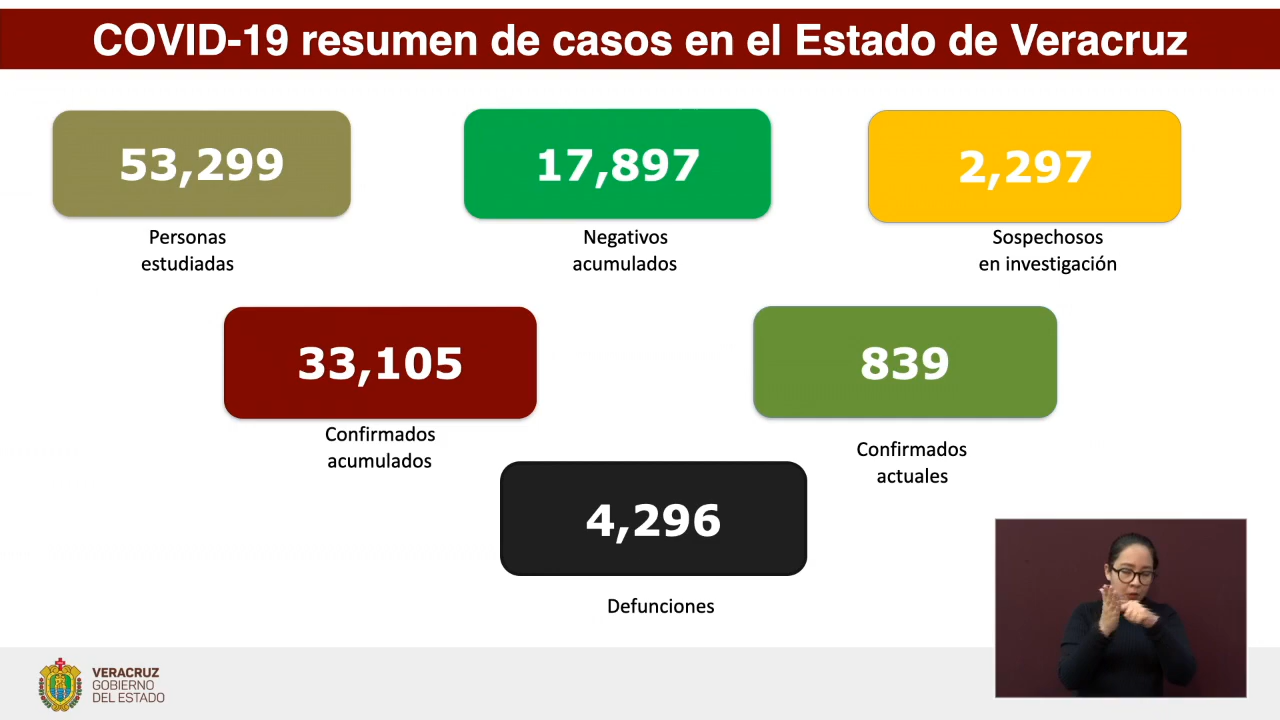 COVID-19 resumen de casos en el Estado de Veracruz
53,299
Personas
estudiadas
17,897
Negativos
acumulados
2,297
Sospechosos
en investigación
33,105
Confirmados
acumulados
839
Confirmados
actuales
4,296
Defunciones
VERACRUZ
GOBIERNO
DEL ESTADO